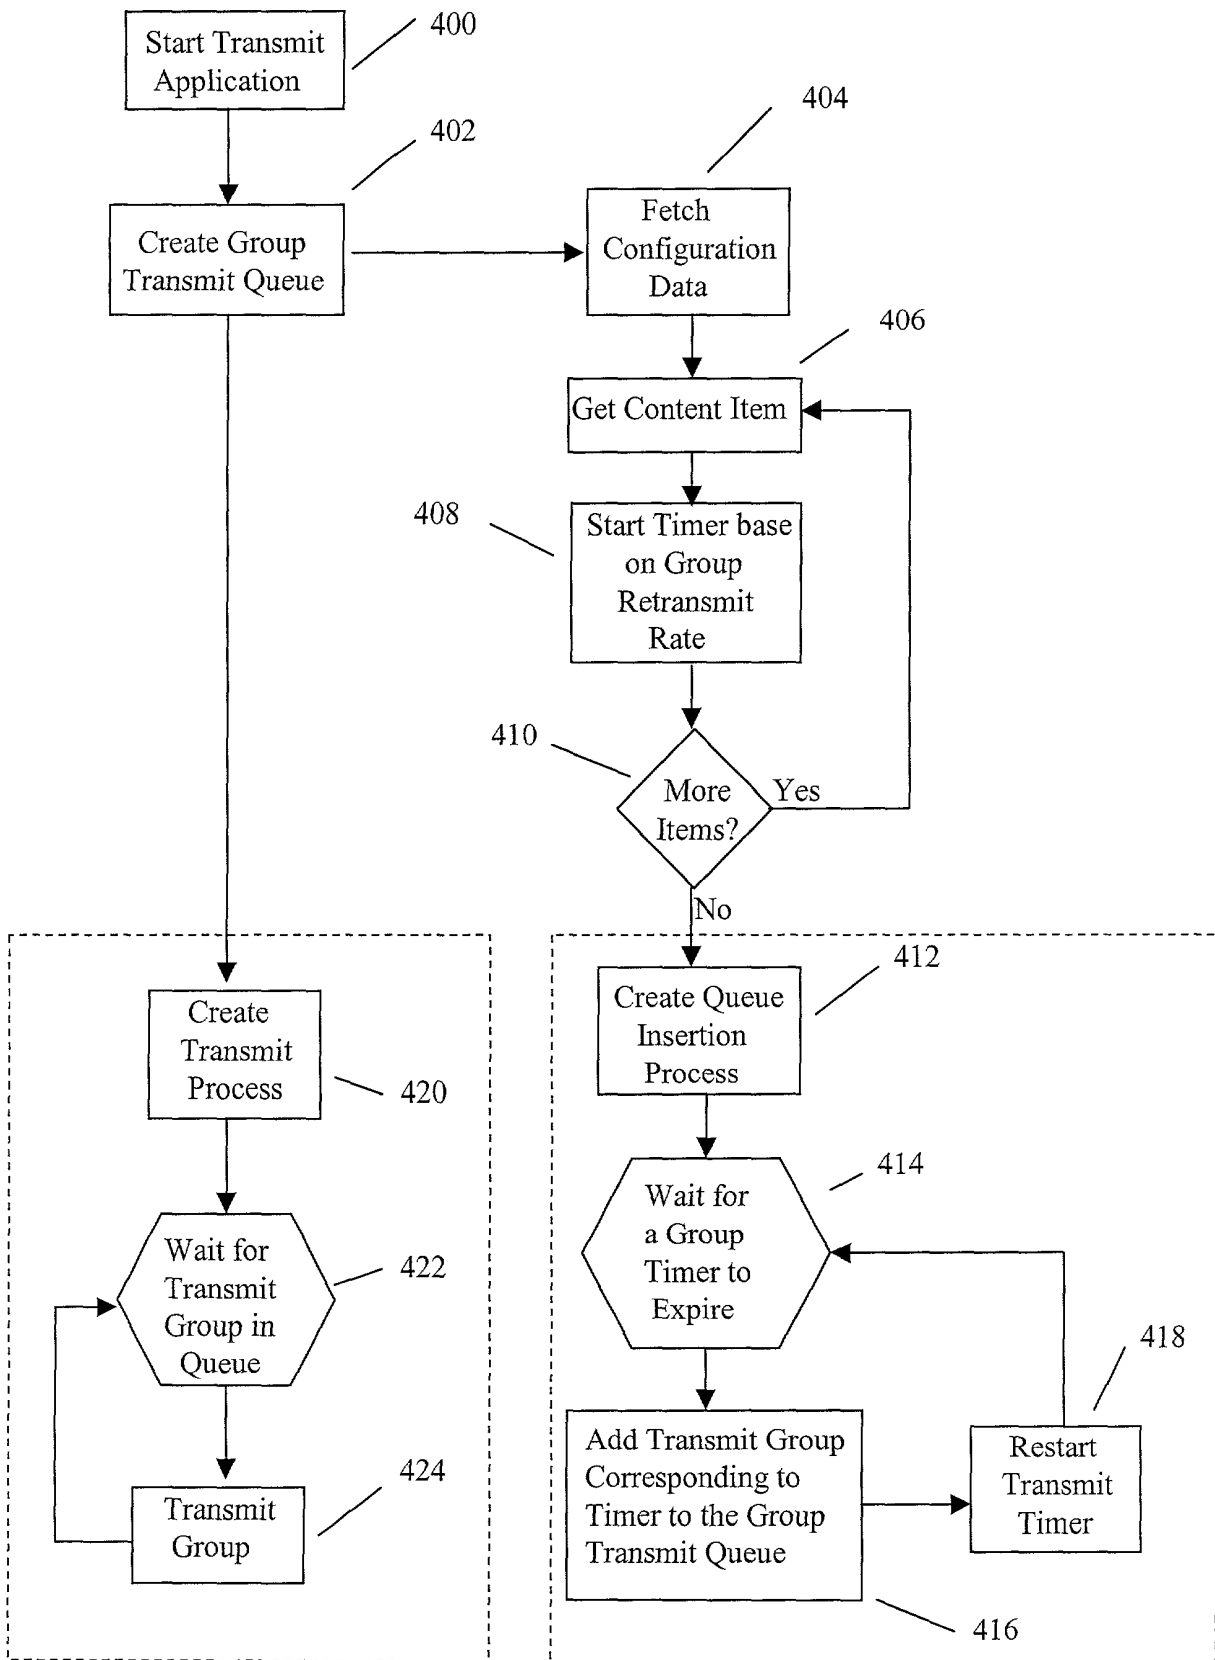 400
Start Transmit
Application
402
404
Create Group
Transmit Queue
Fetch
Configuration
Data
406
Get Content Item
408
Start Timer base
on Group
Retransmit
Rate
410
More
Items?
Yes
No
412
Create Queue
Insertion
Process
Create
Transmit
Process
420
414
Wait for
a Group
Timer to
Expire
422
Wait for
Transmit
Group in
Queue
418
Add Transmit Group
Corresponding to
Timer to the Group
Transmit Queue
Restart
Transmit
Timer
424
Transmit
Group
416